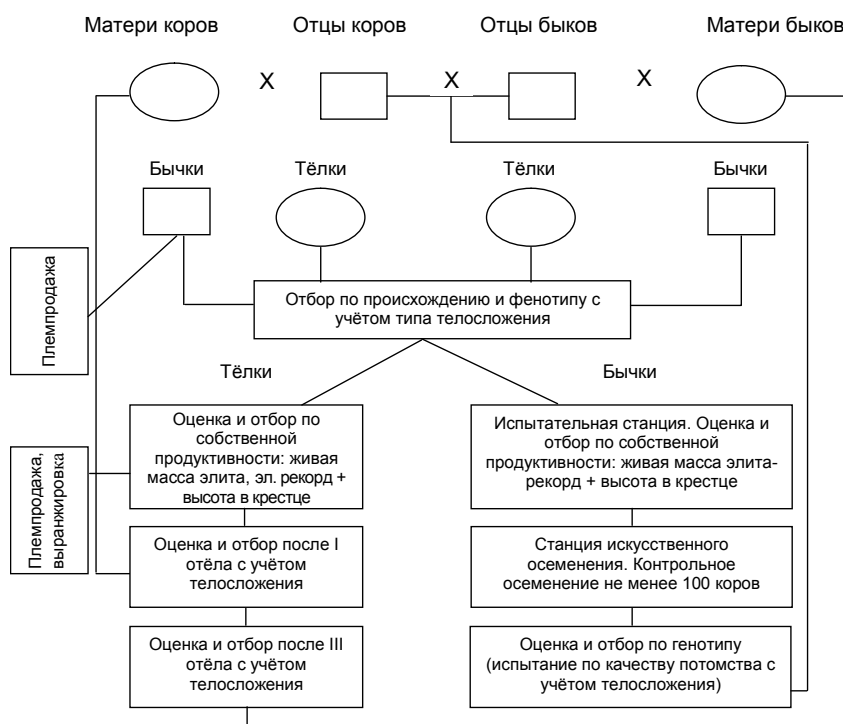 Матери коров Отцы коров Отцы быков Матери быков
X X X
Бычки Тёлки Тёлки Бычки
Племпродажа
Отбор по происхождению и фенотипу с
учётом типа телосложения
Тёлки Бычки
Оценка и отбор по
собственной
продуктивности: живая
масса элита, эл. рекорд +
высота в крестце
Испытательная станция. Оценка и
отбор по собственной
продуктивности: живая масса элита-
рекорд + высота в крестце
Племпродажа,
выранжировка
Оценка и отбор после I
отёла с учётом
телосложения
Станция искусственного
осеменения. Контрольное
осеменение не менее 100 коров
Оценка и отбор после III
отёла с учётом
телосложения
Оценка и отбор по генотипу
(испытание по качеству потомства с
учётом телосложения)